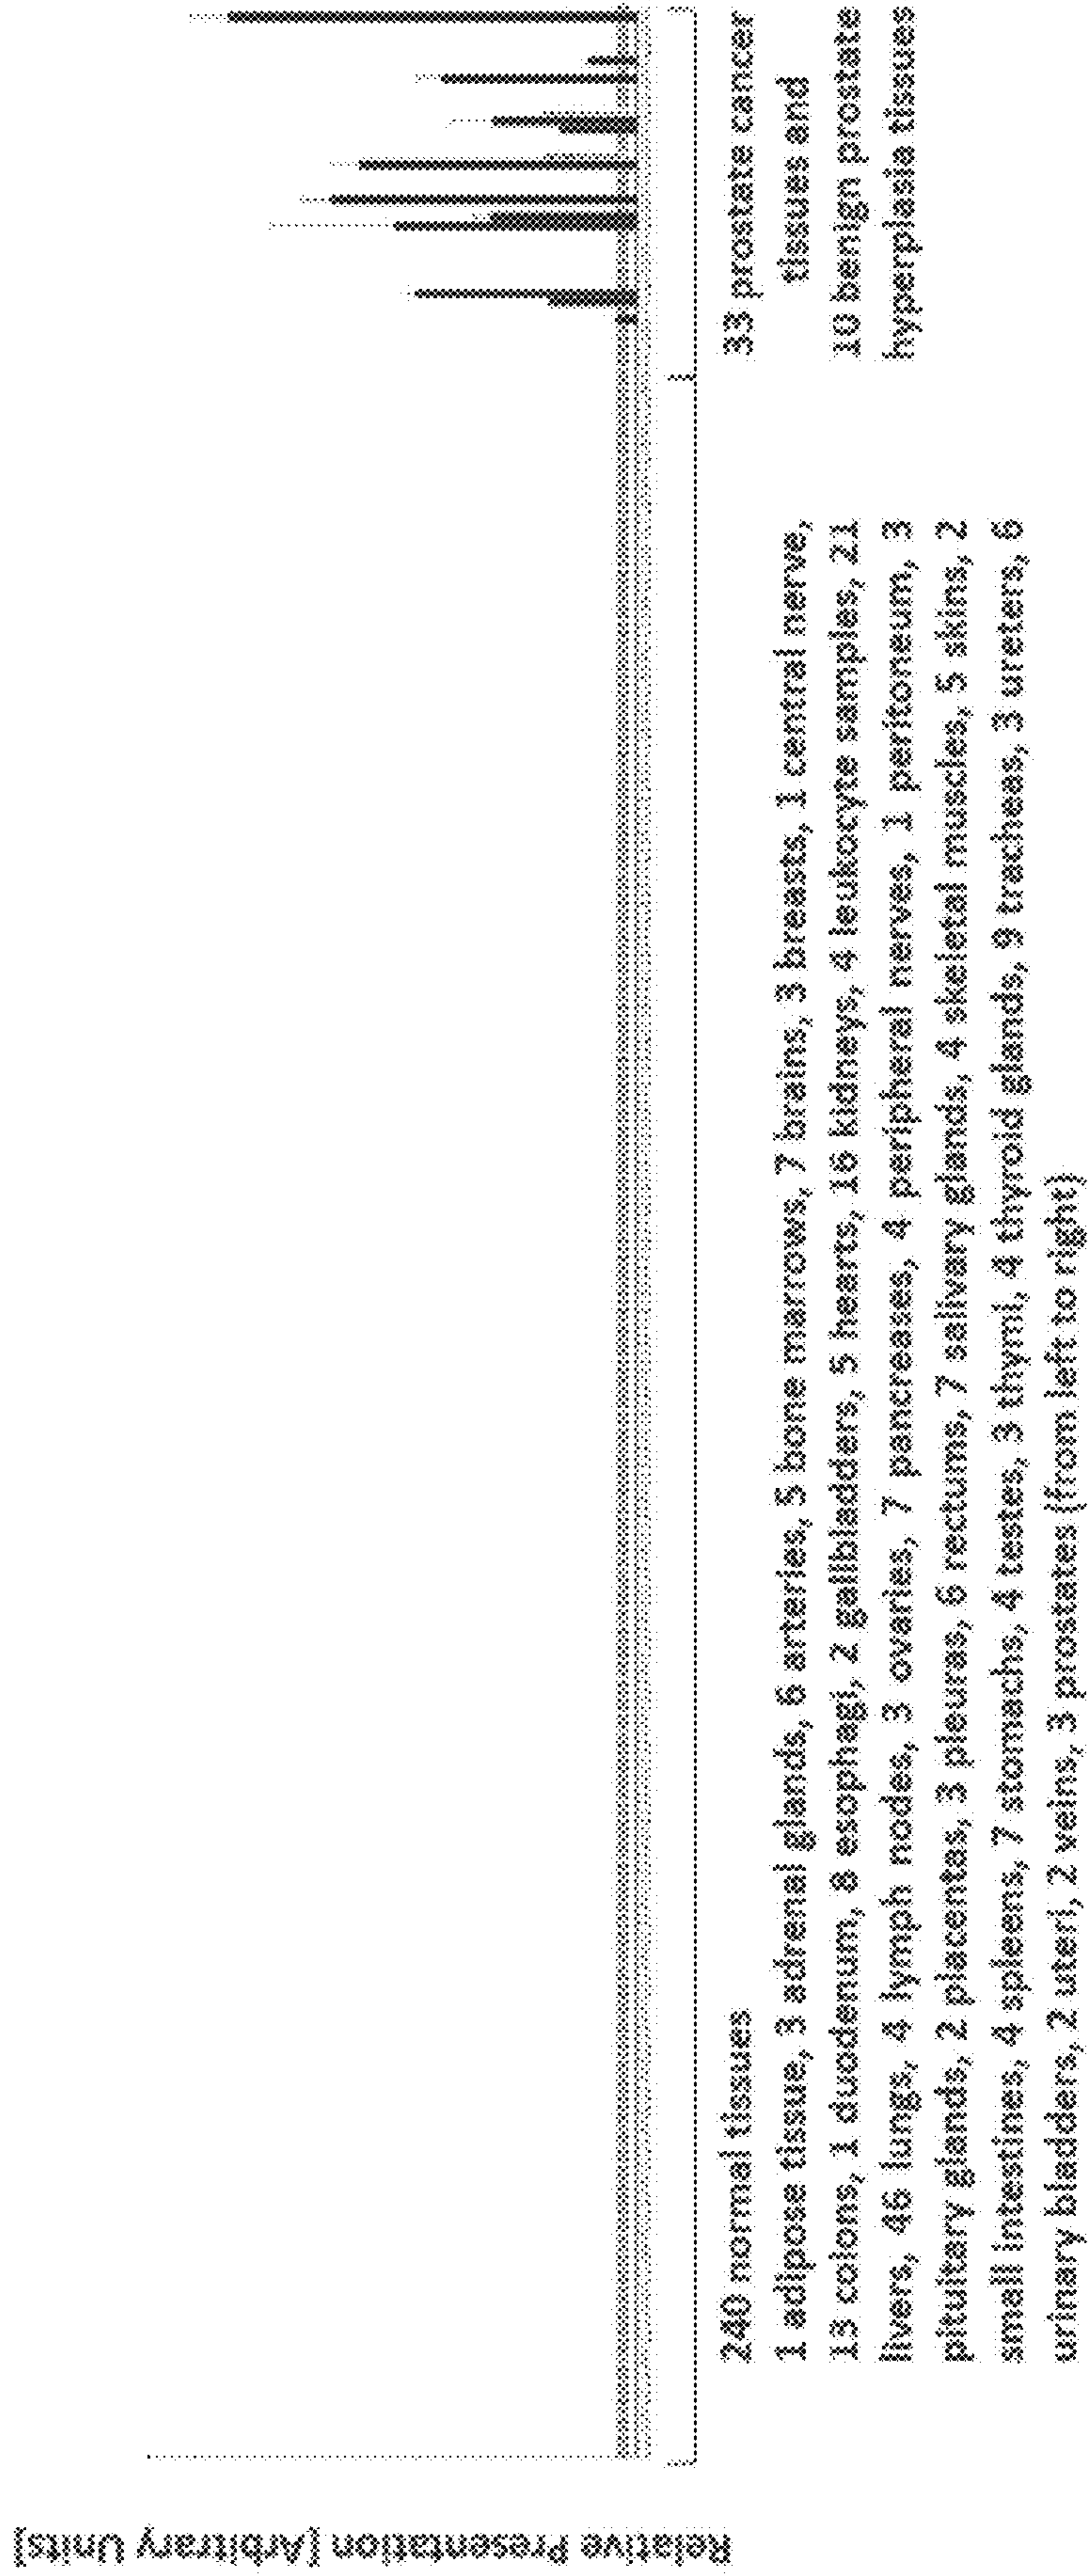 Relative Presentation [Arbitrary Units]
240 normal tissues
1 adipose tissue, 3 adrenal glands, 6 arteries, 5 bone marrows, 7 brains, 3 breasts, 1 central nerve,
13 colons, 1 duodenum, 8 esophagi, 2 gallbladders, 5 hearts, 16 kidneys, 4 leukocyte samples, 21
livers, 46 lungs, 4 lymph nodes, 3 ovaries, 7 pancreases, 4 peripheral nerves, 1 peritoneum, 3
pituitary glands, 2 placentas, 3 pleuras, 6 rectums, 7 salivary glands, 4 skeletal muscles, 5 skins, 2
small intestines, 4 spleens, 7 stomachs, 4 testes, 3 thymi, 4 thyroid glands, 9 tracheas, 3 ureters, 6
urinary bladders, 2 uteri, 2 veins, 3 prostates (from left to right)
33 prostate cancer
tissues and
10 benign prostate
hyperplasia tissues